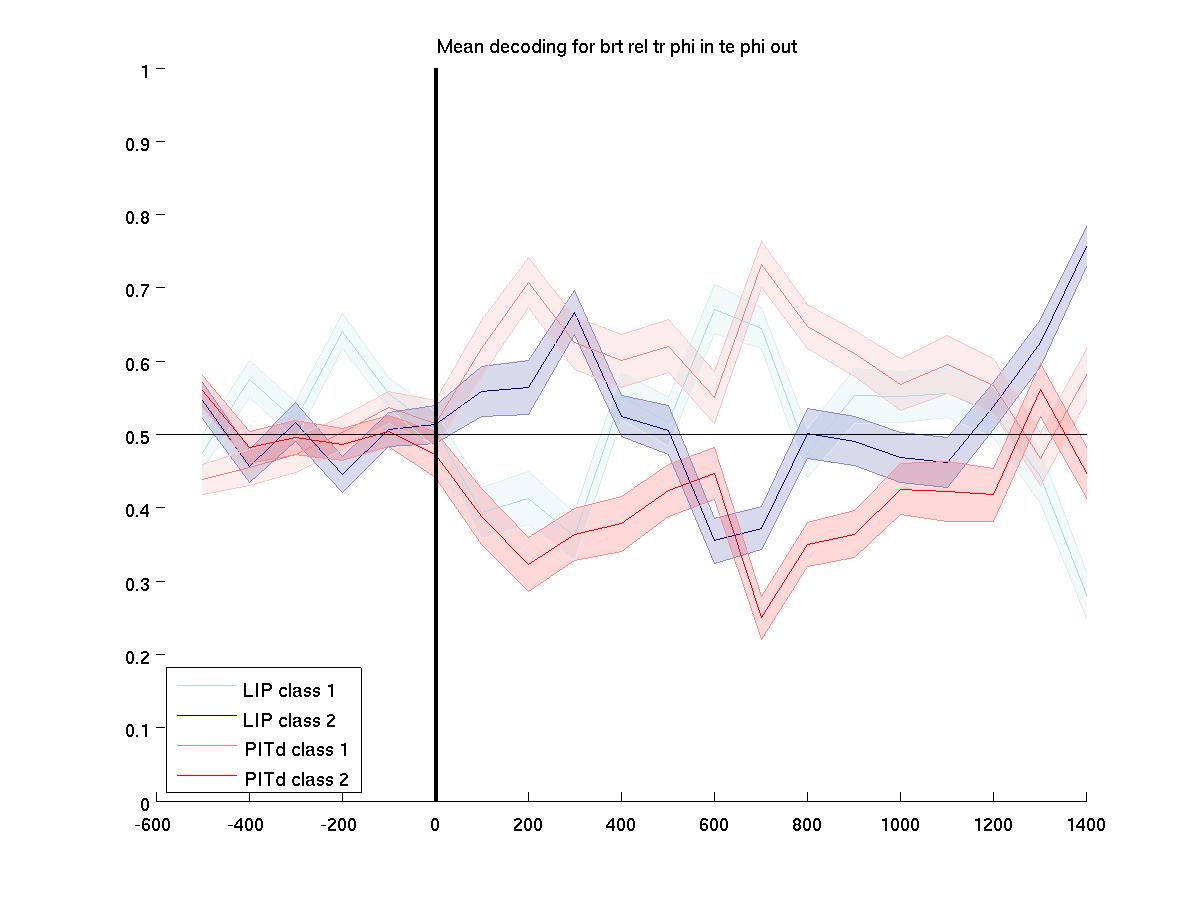 Mean decoding for brt rel tr phi in te phi out
1
0.9
0.8
0.7
0.6
0.5
0.4
0.3
0.2
0.1
0
LIP class 1
LIP class 2
PITd class 1
PITd class 2
-600 -400 -200 0 200 400 600 800 1000 1200 1400